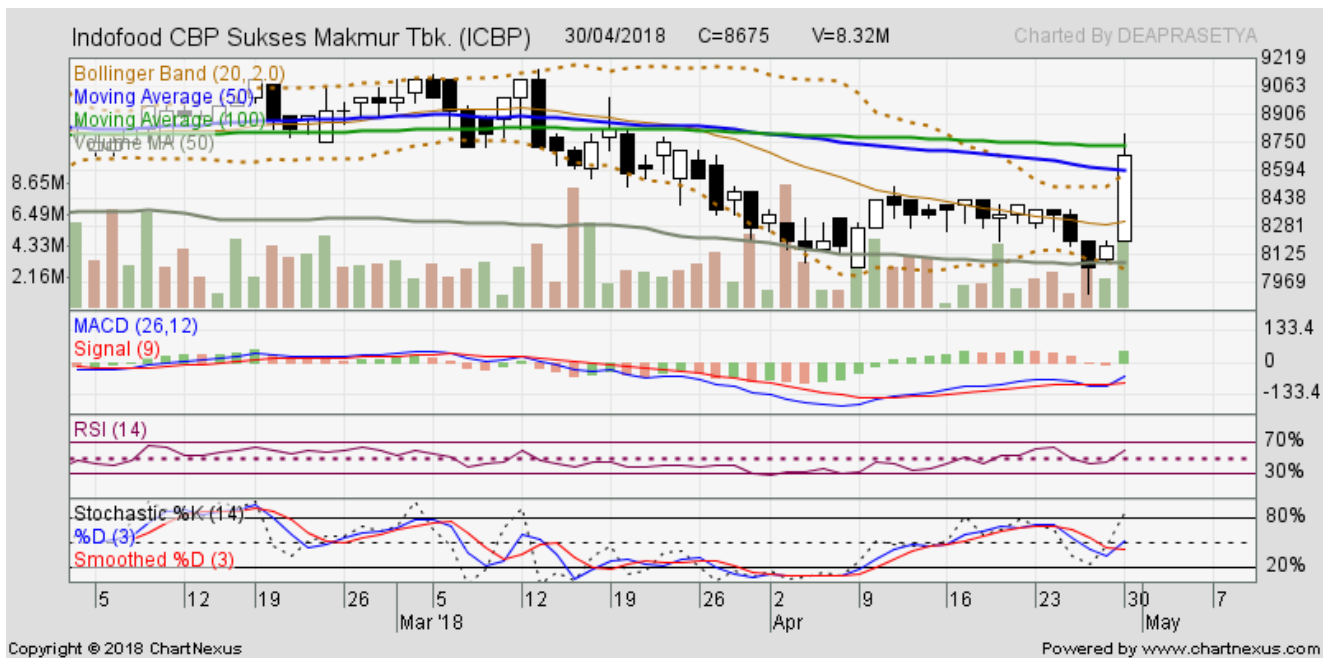 Indofood CBP Sukses Makmur Tbk. (ICBP) 30/04/2018 C=8675 V=8.32M Charted By DEAPRASETYA
Bollinger Band (20, 2.0)
Moving Average (50)
Moving Average (100)
Volume MA (50)
9219
9063
8906
8750
8594
8438
8281
8125
7969
8.65M
6.49M
4.33M
2.16M
MACD (26,12)
Signal (9)
133.4
0
-133.4
RSI (14)
70%
30%
Stochastic %K (14)
%D (3)
Smoothed %D (3)
80%
20%
5 12 19 26 5 12 19 26 2 9 16 23 30 7
Mar '18 Apr May
Copyright © 2018 ChartNexus Powered by www.chartnexus.com